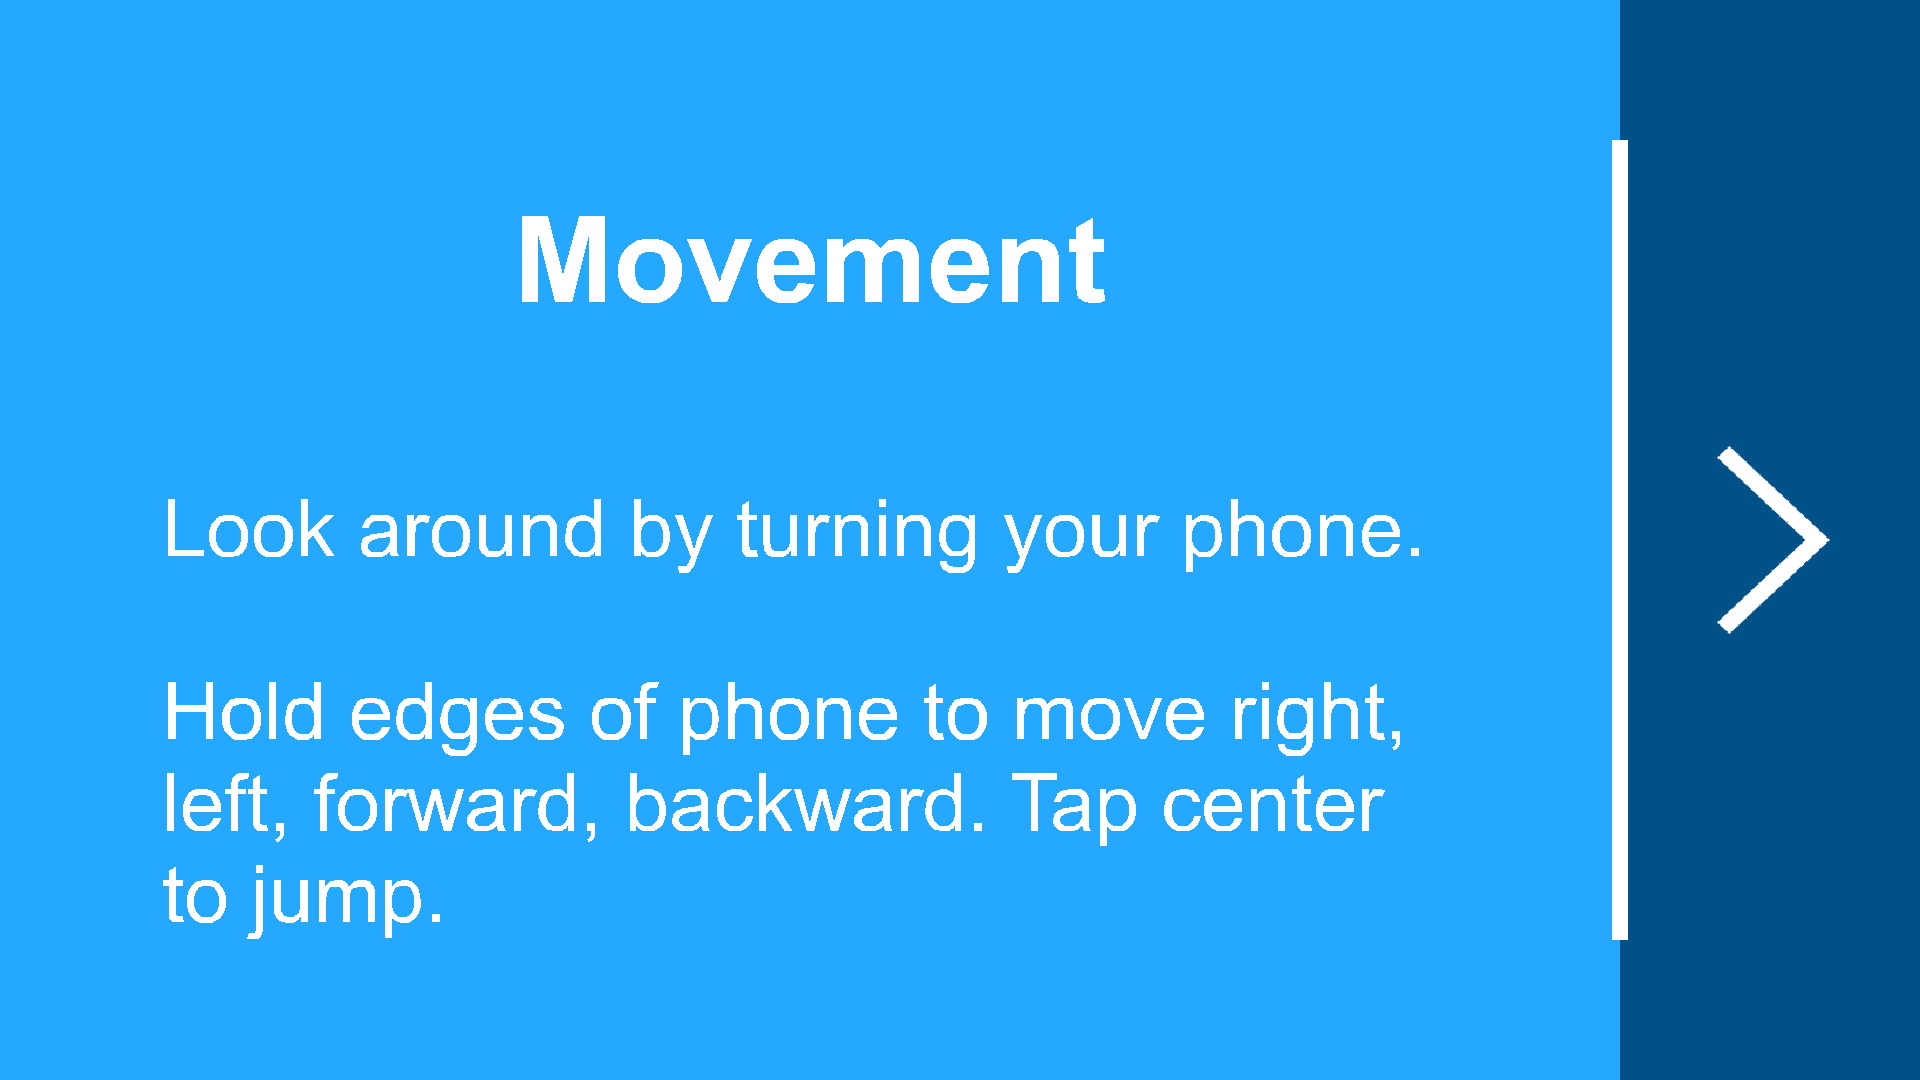 Movement
Look around by turning your phone.
Hold edges of phone to move right,
left, forward, backward. Tap center
to jump.